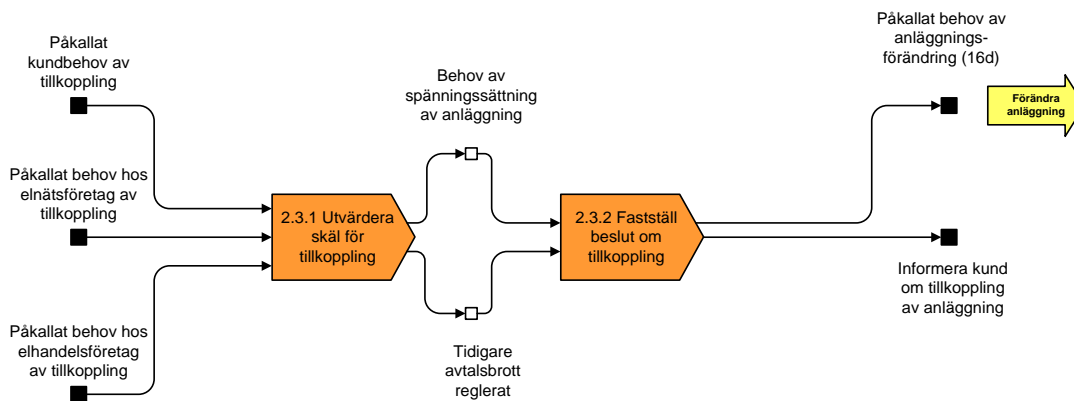 Påkallat
kundbehov av
tillkoppling
Påkallat behov hos
elnätsföretag av
tillkoppling
Påkallat behov hos
elhandelsföretag
av tillkoppling
2.3.1 Utvärdera
skäl för
tillkoppling
Behov av
spänningssättning
av anläggning
Tidigare
avtalsbrott
reglerat
2.3.2 Fastställ
beslut om
tillkoppling
Påkallat behov av
anläggnings-
förändring (16d)
Förändra
anläggning
Informera kund
om tillkoppling
av anläggning